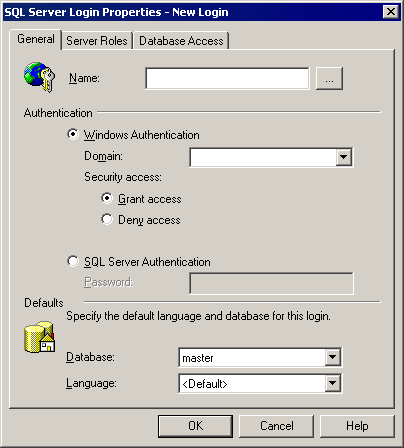 SQL Server Login Properties - New Login
General Server Roles Database Access
Name: ...
Authentication
Windows Authentication
Domain:
Security access:
Grant access
Deny access
SQL Server Authentication
Password:
Defaults
Specify the default language and database for this login.
Database: master
Language: <Default>
OK Cancel Help